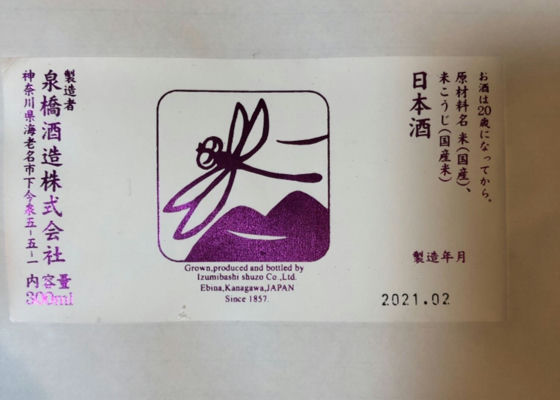 お酒は20歳になってから。
原材料名 米(国産)、
米こうじ(国産米)
日本酒
製造年月
2021.02
Grown,produced and bottled by
Izumibashi shuzo Co.,Ltd.
Ebina,Kanagawa,JAPAN
Since 1857.
製造者
泉橋酒造株式会社
神奈川県海老名市下今泉五-五-一
内容量
300ml